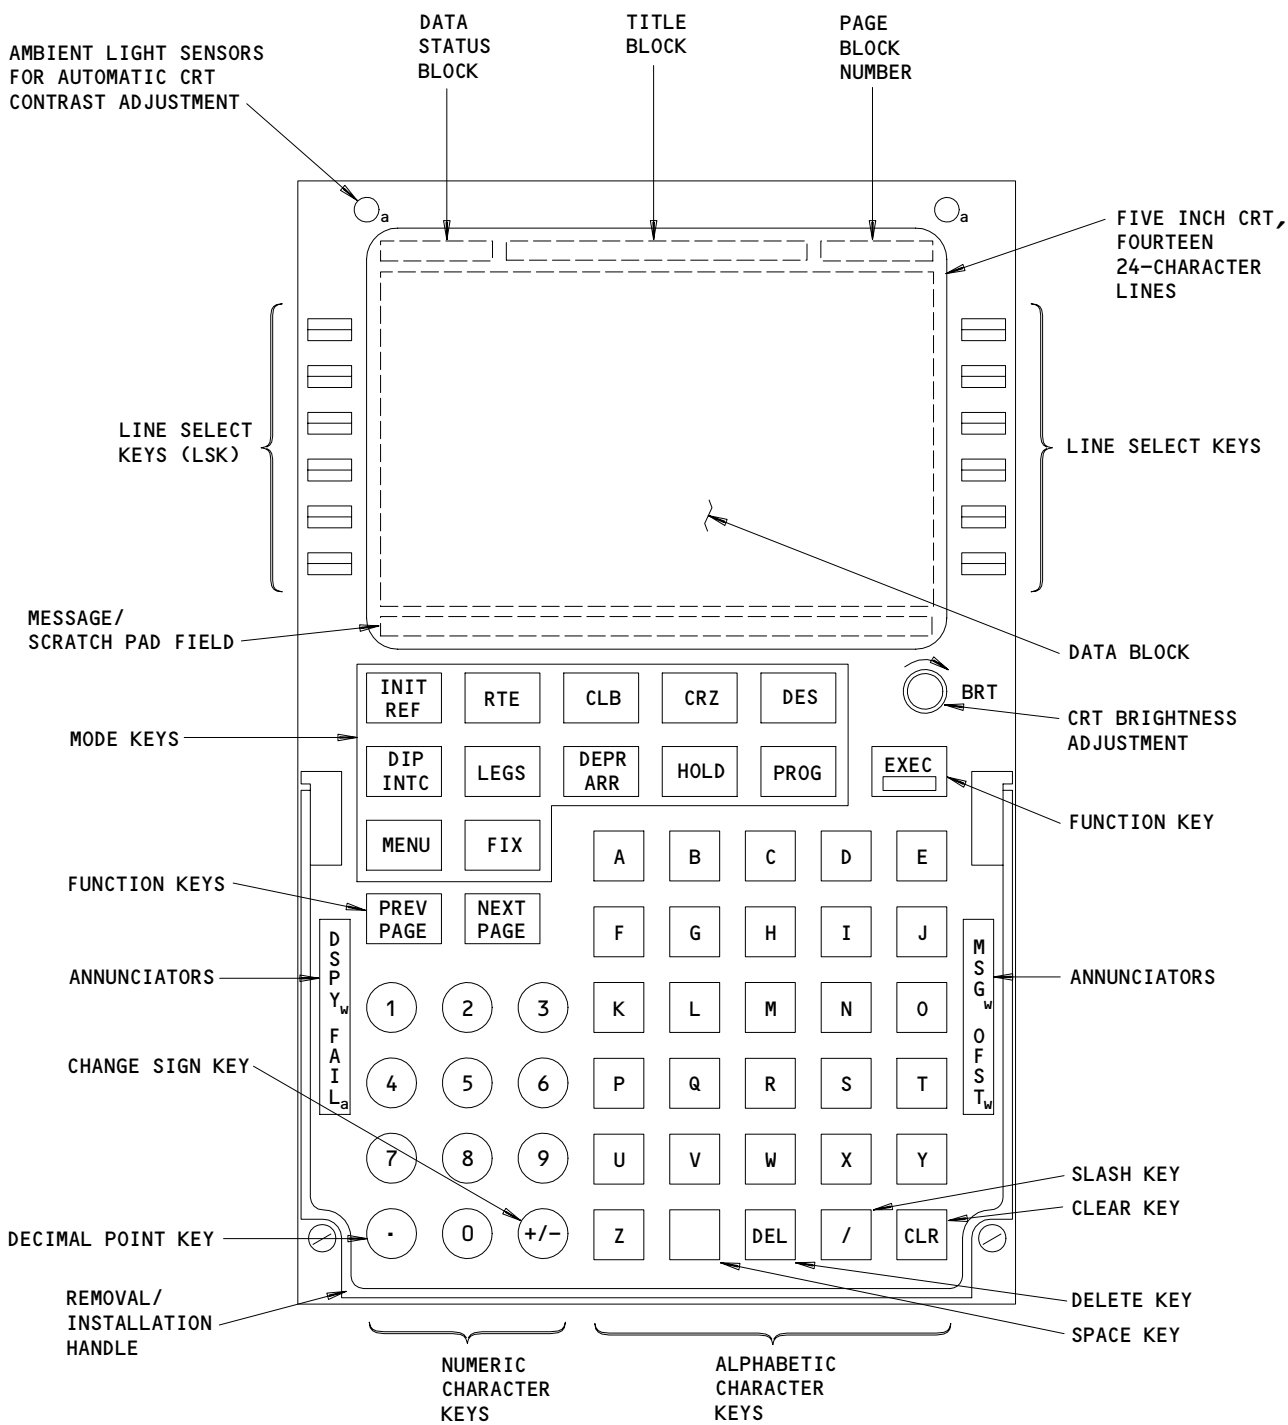 DATA
STATUS
BLOCK
TITLE
BLOCK
PAGE
BLOCK
NUMBER
AMBIENT LIGHT SENSORS
FOR AUTOMATIC CRT
CONTRAST ADJUSTMENT
a
a
FIVE INCH CRT,
FOURTEEN
24-CHARACTER
LINES
LINE SELECT
KEYS (LSK)
LINE SELECT KEYS
MESSAGE/
SCRATCH PAD FIELD
DATA BLOCK
INIT
REF
RTE
CLB
CRZ
DES
BRT
CRT BRIGHTNESS
ADJUSTMENT
MODE KEYS
DIP
INTC
LEGS
DEPR
ARR
HOLD
PROG
EXEC
FUNCTION KEY
MENU
FIX
A B C D E
FUNCTION KEYS
PREV
PAGE
NEXT
PAGE
F G H I J
ANNUNCIATORS
DSPYw FAILa
MSGw OFSTw
ANNUNCIATORS
1 2 3
K L M N O
CHANGE SIGN KEY
4 5 6
P Q R S T
7 8 9
U V W X Y
SLASH KEY
CLEAR KEY
DECIMAL POINT KEY
. 0 +/-
Z DEL / CLR
REMOVAL/
INSTALLATION
HANDLE
DELETE KEY
SPACE KEY
NUMERIC
CHARACTER
KEYS
ALPHABETIC
CHARACTER
KEYS